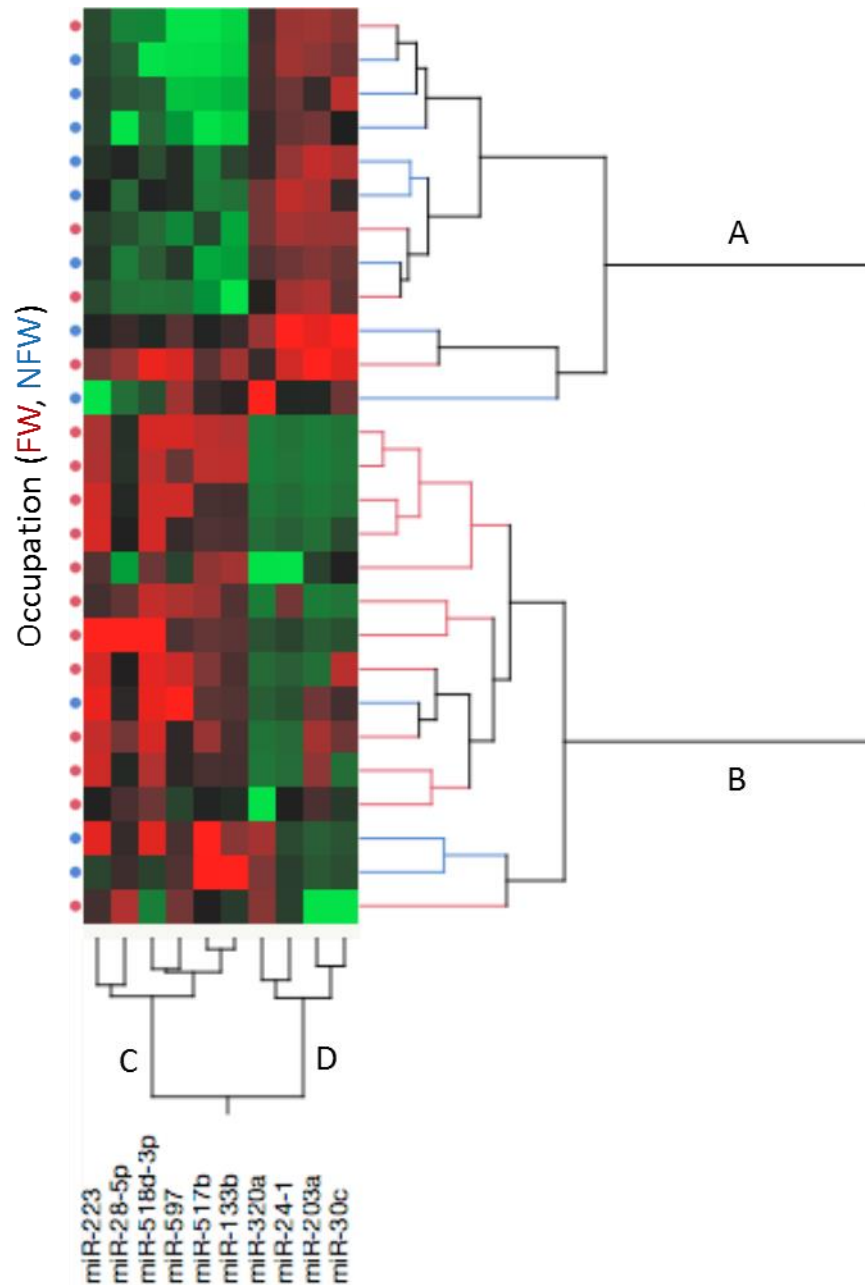 Occupation (FW, NFW)
A
B
C
D
miR-223
miR-28-5p
miR-518d-3p
miR-597
miR-517b
miR-133b
miR-320a
miR-24-1
miR-203a
miR-30c